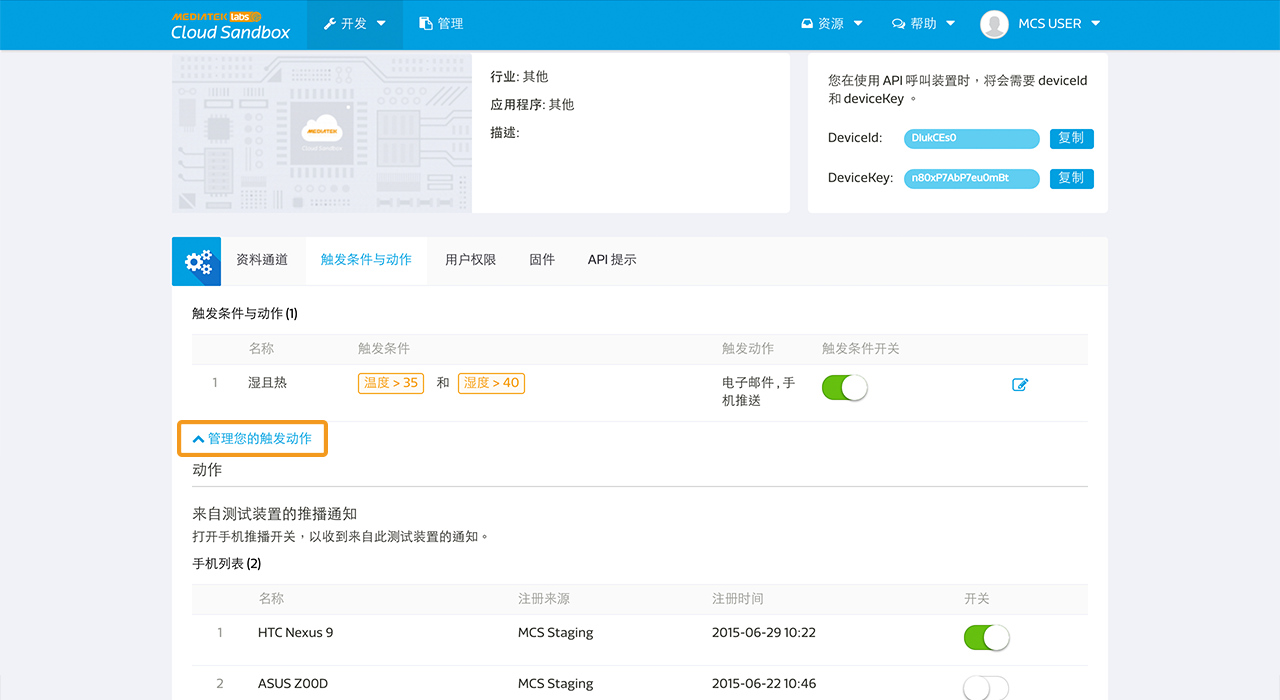 MEDIATEK labs
Cloud Sandbox
开发
管理
资源
帮助
MCS USER
MEDIATEK
Cloud Sandbox
行业: 其他
应用程序: 其他
描述:
您在使用 API 呼叫装置时，将会需要 deviceId
和 deviceKey 。
DeviceId:
DIukCEs0
复制
DeviceKey:
n80xP7AbP7eu0mBt
复制
资料通道
触发条件与动作
用户权限
固件
API 提示
触发条件与动作 (1)
名称 触发条件 触发动作 触发条件开关
1 湿且热 温度 > 35 和 湿度 > 40 电子邮件 , 手
机推送
管理您的触发动作
动作
来自测试装置的推播通知
打开手机推播开关，以收到来自此测试装置的通知。
手机列表 (2)
名称 注册来源 注册时间 开关
1 HTC Nexus 9 MCS Staging 2015-06-29 10:22
2 ASUS Z00D MCS Staging 2015-06-22 10:46